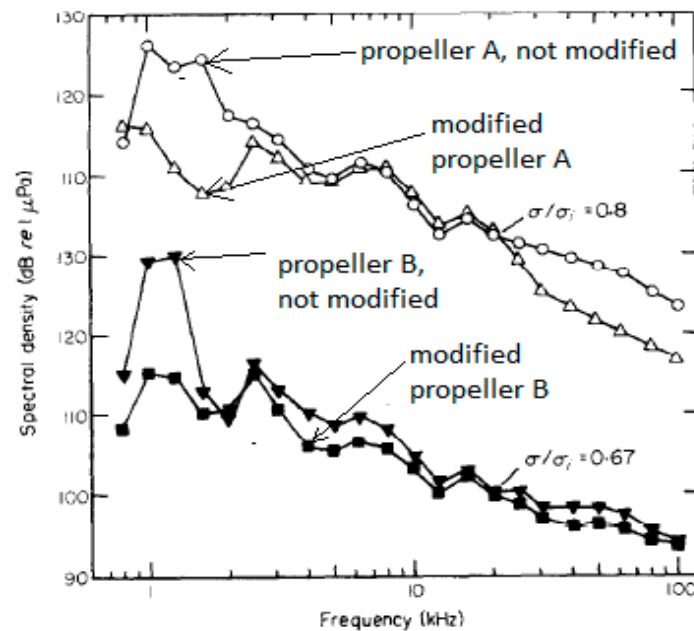 130
120
110
130
120
110
100
90
Spectral density (dB re 1 μPa)
propeller A, not modified
modified
propeller A
σ/σi = 0.8
propeller B,
not modified
modified
propeller B
σ/σi = 0.67
1
10
100
Frequency (kHz)